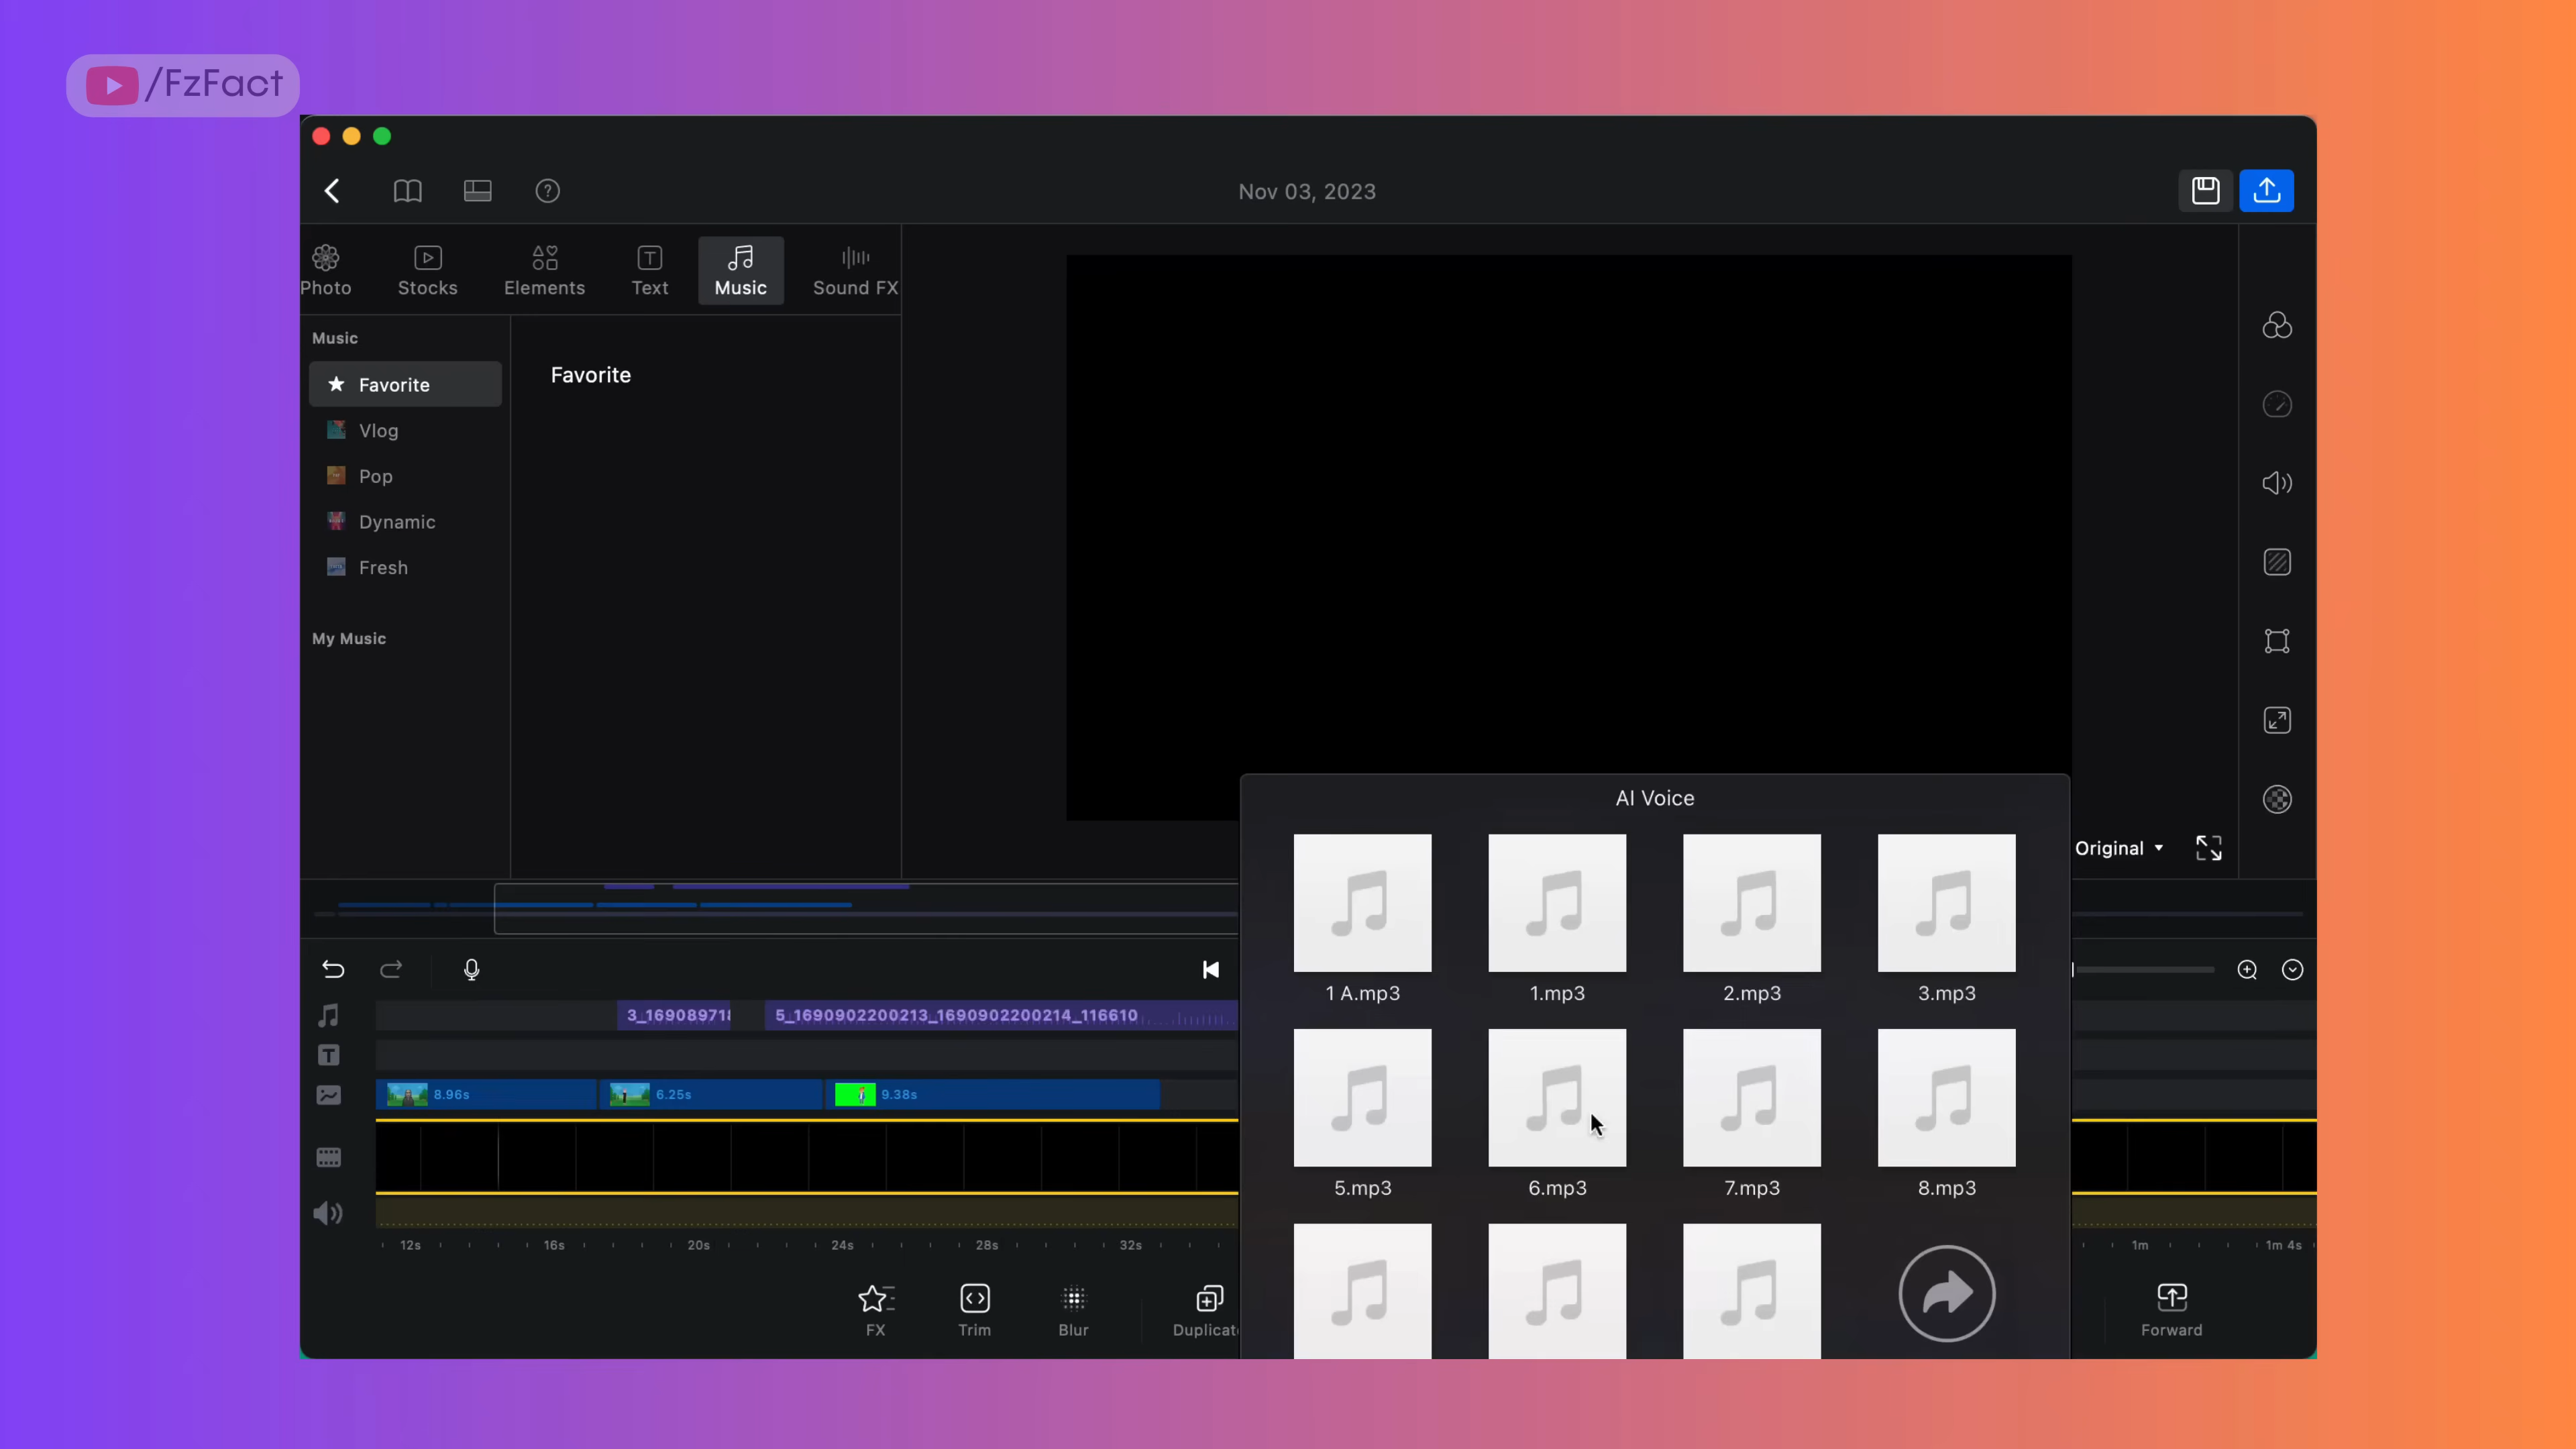 /FzFact
Nov 03, 2023
Photo
Stocks
Elements
Text
Music
Sound FX
Music
Favorite
Vlog
Pop
Dynamic
Fresh
My Music
Favorite
Original
AI Voice
1 A.mp3
1.mp3
2.mp3
3.mp3
5.mp3
6.mp3
7.mp3
8.mp3
5_1690902200213_1690902200214_116610
8.96s
6.25s
9.38s
12s
16s
20s
24s
28s
32s
1m
1m 4s
FX
Trim
Blur
Duplicat
Forward